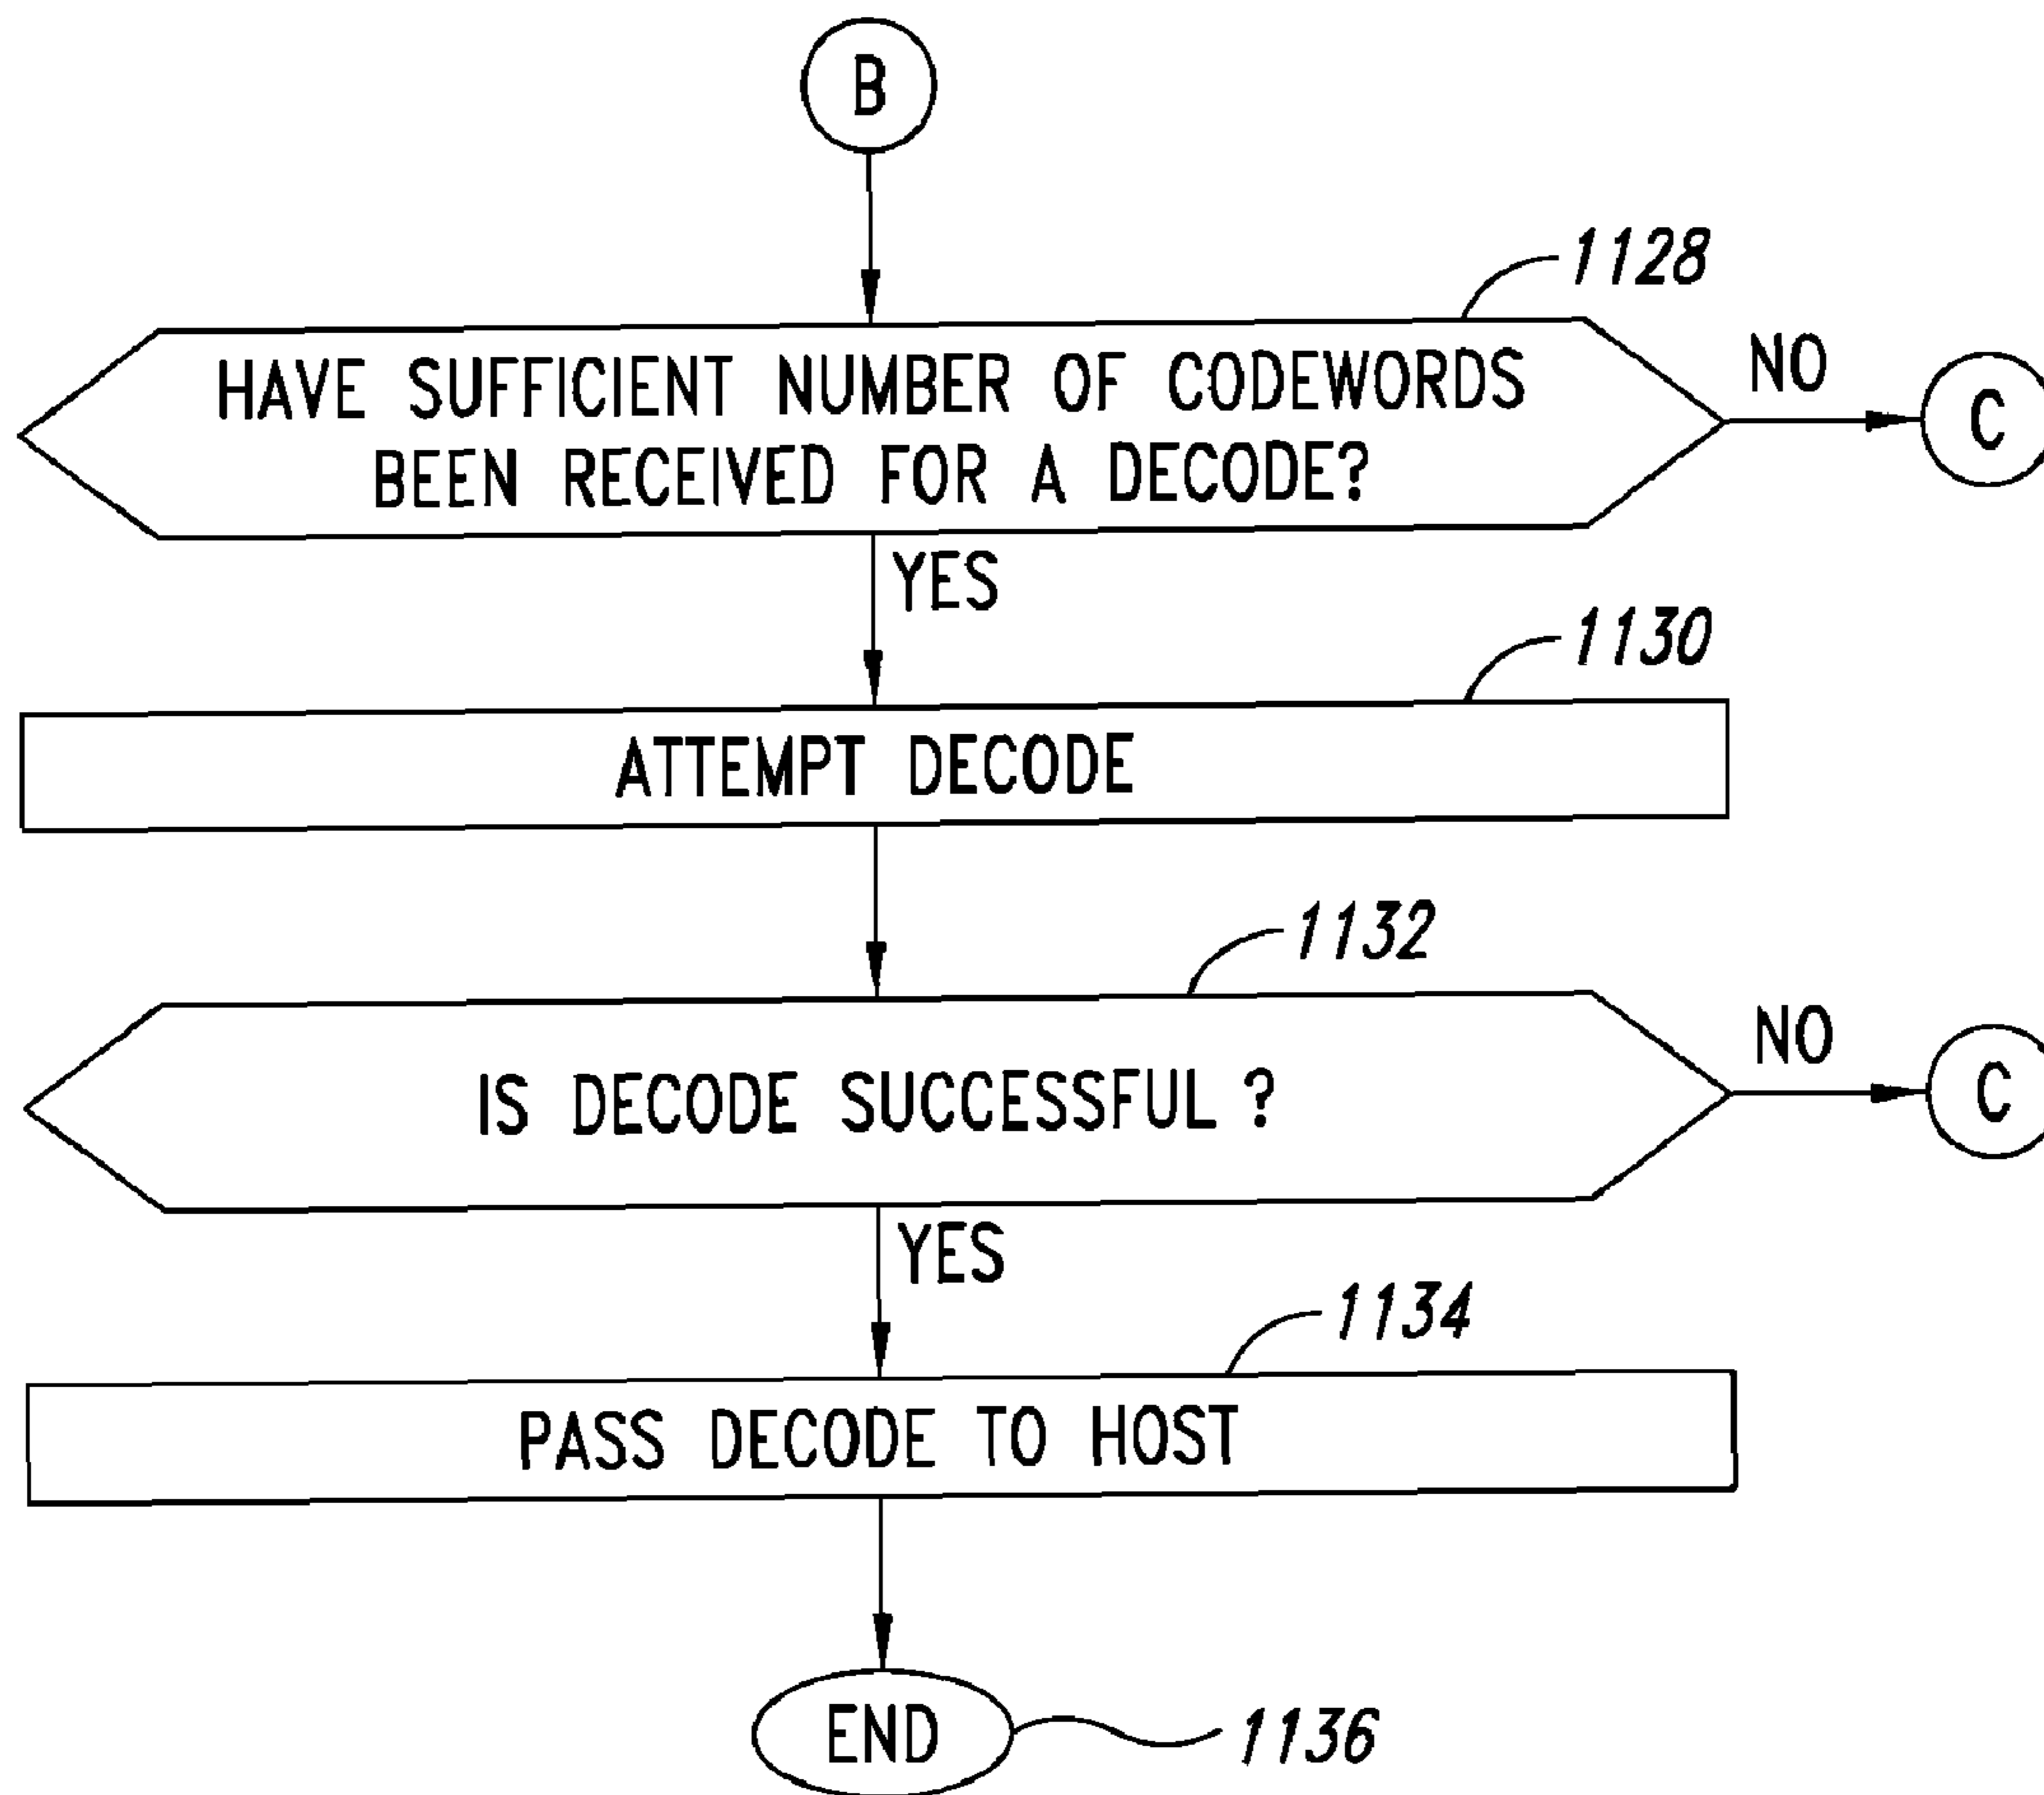 B
1128
HAVE SUFFICIENT NUMBER OF CODEWORDS
BEEN RECEIVED FOR A DECODE?
NO
C
YES
1130
ATTEMPT DECODE
1132
IS DECODE SUCCESSFUL ?
NO
C
YES
1134
PASS DECODE TO HOST
END
1136